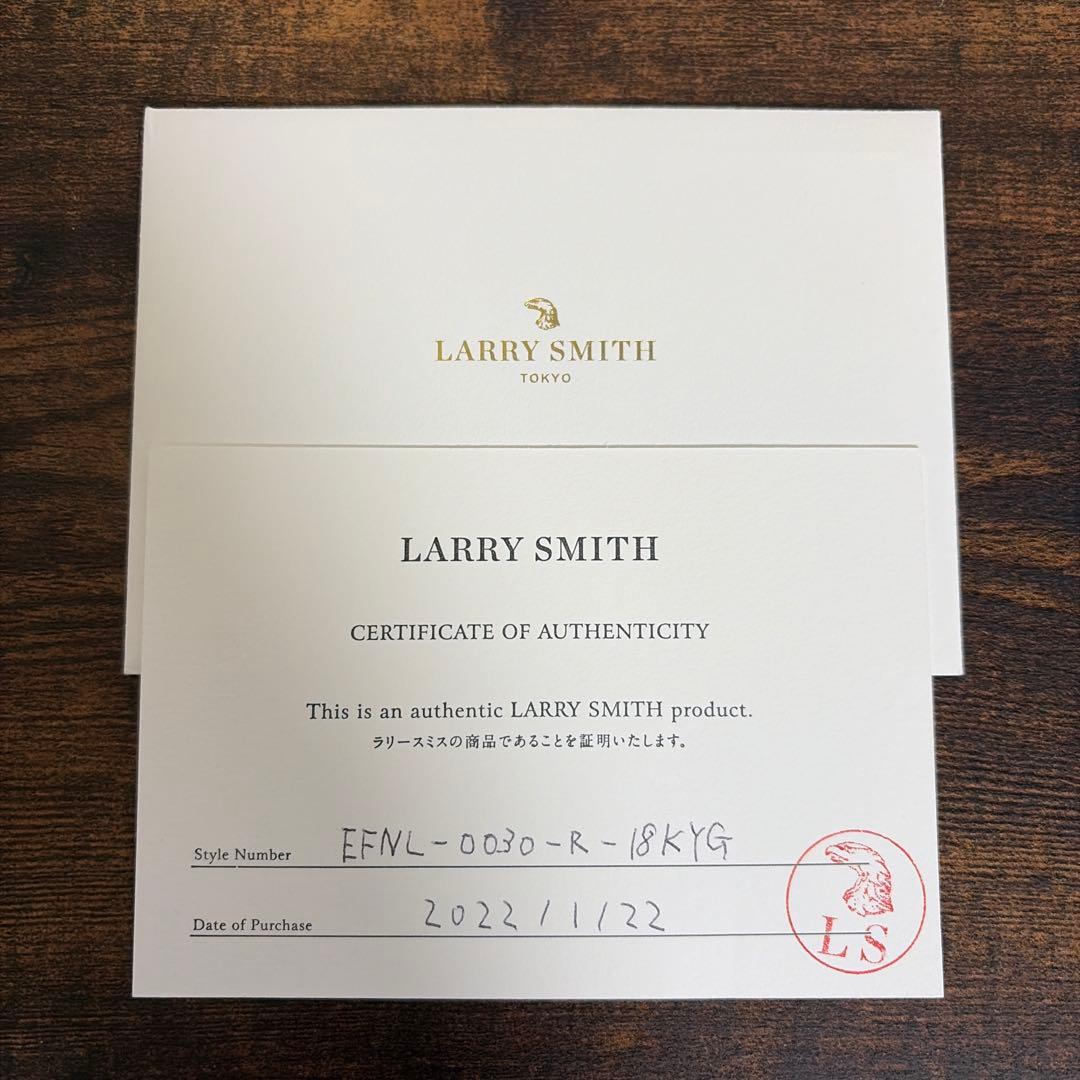 LARRY SMITH
TOKYO
LARRY SMITH
CERTIFICATE OF AUTHENTICITY
This is an authentic LARRY SMITH product.
ラリースミスの商品であることを証明いたします。
Style Number EFNL-0030-R-18KYG
Date of Purchase 2022/1/22
LS